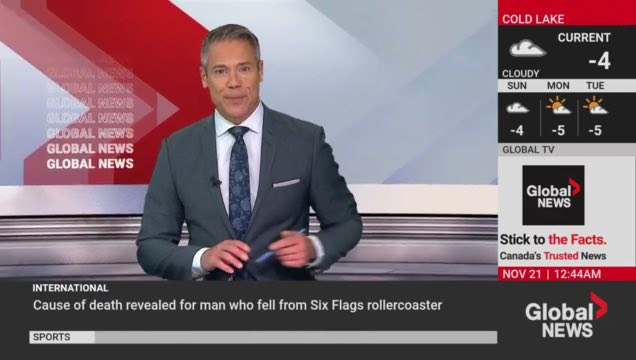 GLOBAL NEWS
GLOBAL NEWS
GLOBAL NEWS
GLOBAL NEWS
GLOBAL NEWS
GLOBAL NEWS
GLOBAL NEWS
COLD LAKE
CURRENT
-4
CLOUDY
SUN MON TUE
-4 -5 -5
GLOBAL TV
Global
NEWS
Stick to the Facts.
Canada's Trusted News
NOV 21 | 12:44AM
INTERNATIONAL
Cause of death revealed for man who fell from Six Flags rollercoaster
SPORTS
Global
NEWS